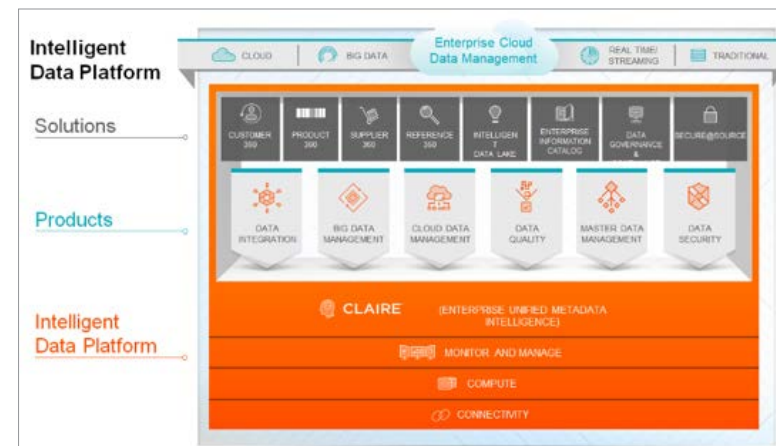 Intelligent
Data Platform
CLOUD
BIG DATA
Enterprise Cloud
Data Management
REAL TIME/
STREAMING
TRADITIONAL
Solutions
CUSTOMER
360
PRODUCT
360
SUPPLIER
360
REFERENCE
360
INTELLIGEN
T
DATA LAKE
ENTERPRISE
INFORMATION
CATALOG
DATA
GOVERNANCE
&
SECURE@SOURCE
Products
DATA
INTEGRATION
BIG DATA
MANAGEMENT
CLOUD DATA
MANAGEMENT
DATA
QUALITY
MASTER DATA
MANAGEMENT
DATA
SECURITY
Intelligent
Data Platform
CLAIRE
(ENTERPRISE UNIFIED METADATA
INTELLIGENCE)
MONITOR AND MANAGE
COMPUTE
CONNECTIVITY